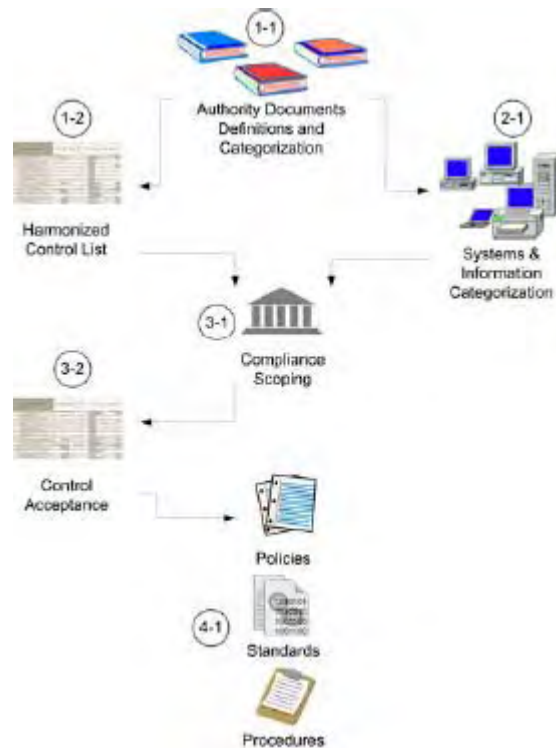 1-1
Authority Documents
Definitions and
Categorization
1-2
Harmonized
Control List
2-1
Systems &
Information
Categorization
3-1
Compliance
Scoping
3-2
Control
Acceptance
Policies
4-1
Standards
Procedures